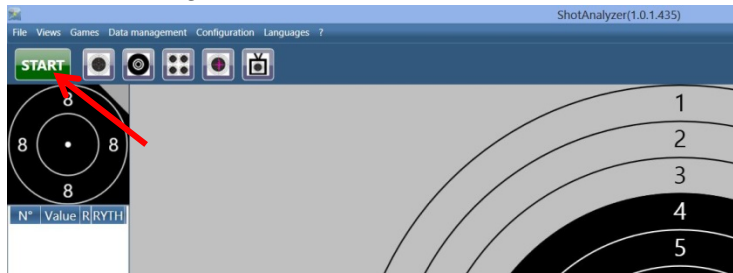 ShotAnalyzer(1.0.1.435)
File Views Games Data management Configuration Languages ?
START
8
8 8
8
N° Value R RYTH
1
2
3
4
5